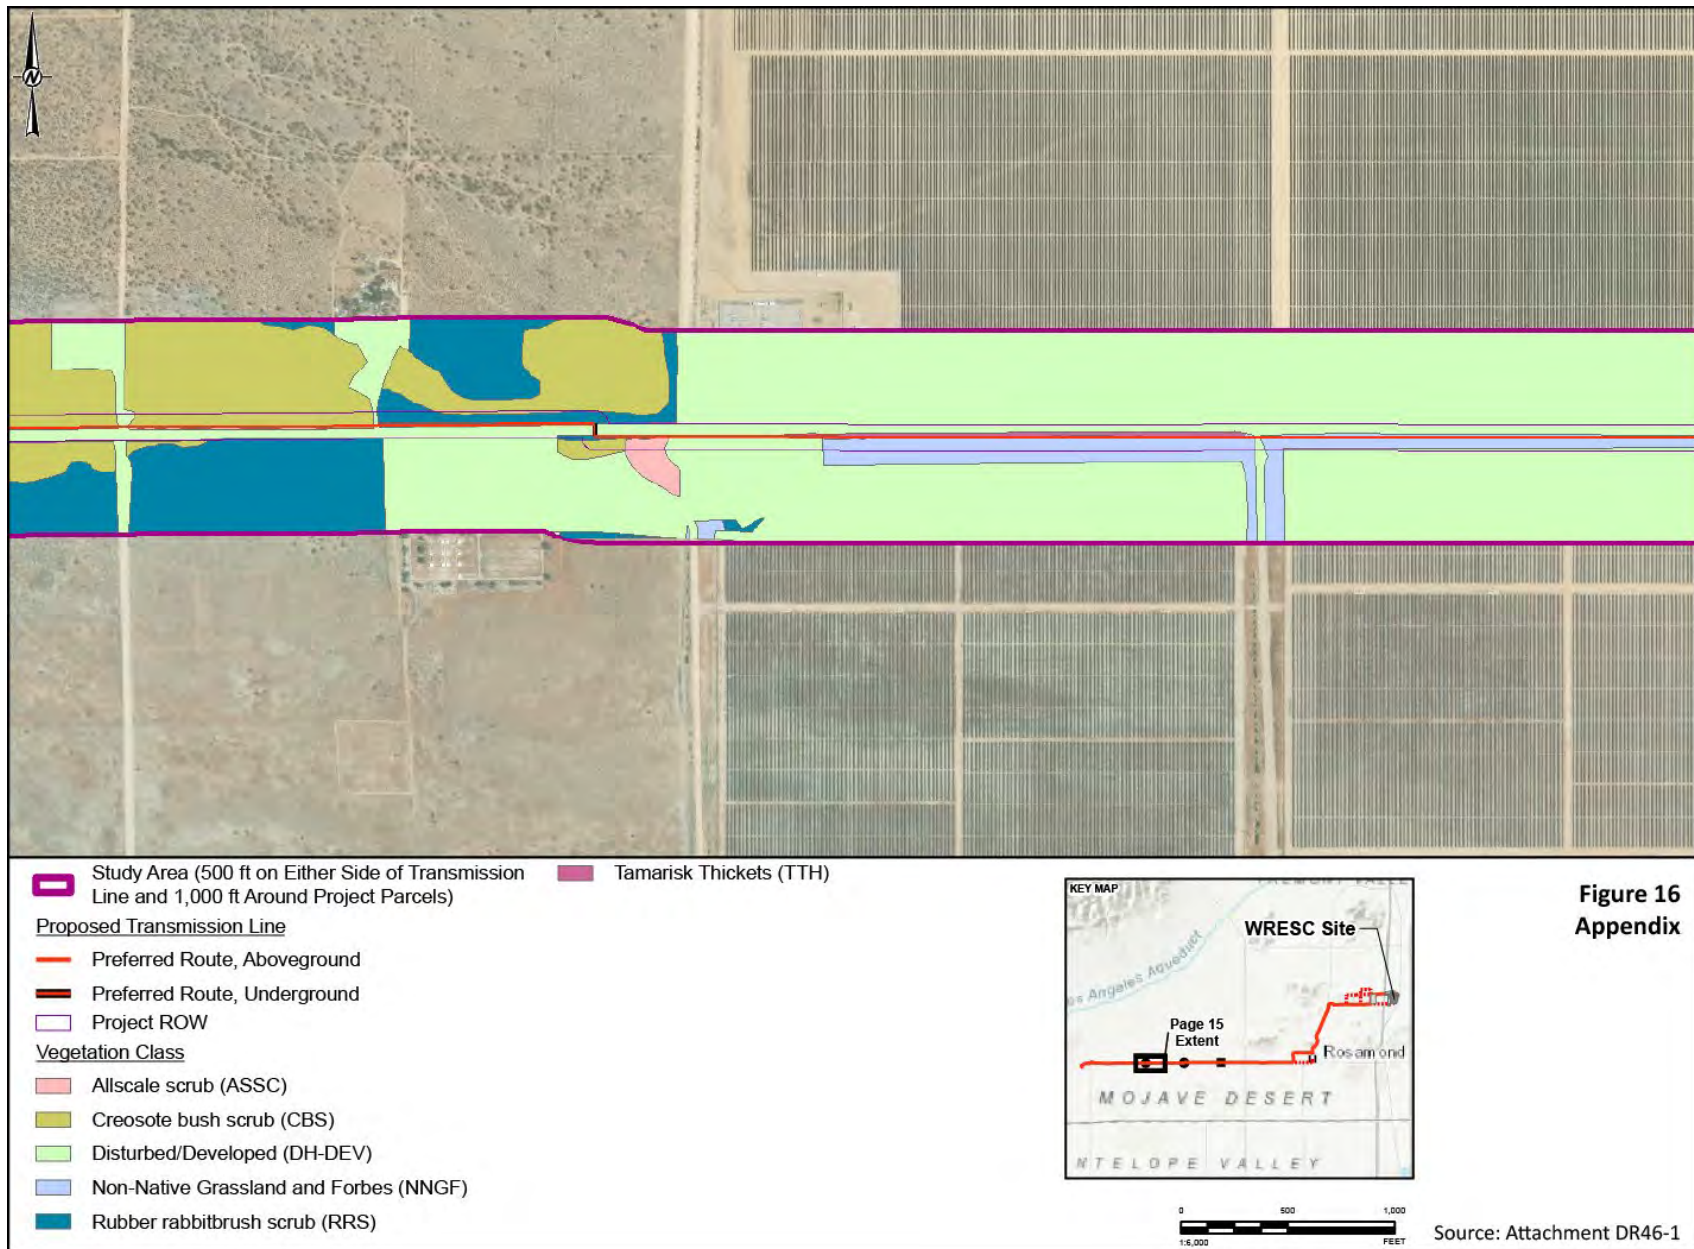 N
Study Area (500 ft on Either Side of Transmission
Line and 1,000 ft Around Project Parcels)
Proposed Transmission Line
Preferred Route, Aboveground
Preferred Route, Underground
Project ROW
Vegetation Class
Allscale scrub (ASSC)
Creosote bush scrub (CBS)
Disturbed/Developed (DH-DEV)
Non-Native Grassland and Forbes (NNGF)
Rubber rabbitbrush scrub (RRS)
Tamarisk Thickets (TTH)
KEY MAP
WRESC Site
os Angeles Aqueduct
Page 15
Extent
Rosamond
MOJAVE DESERT
NTELOPE VALLEY
0 500 1,000
1:6,000 FEET
Figure 16
Appendix
Source: Attachment DR46-1